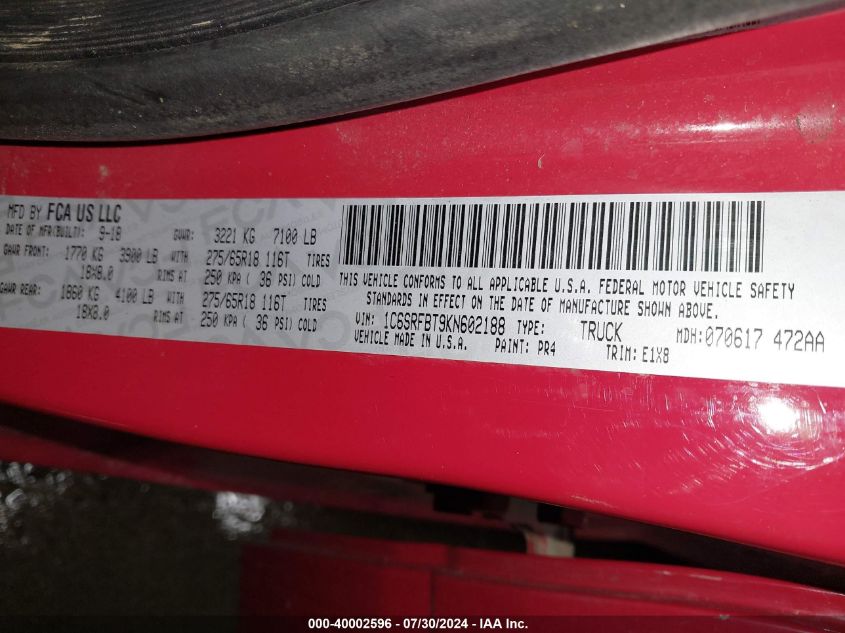 MFD BY FCA US LLC
DATE OF MFR(BUILT): 9-18 GVWR: 3221 KG 7100 LB
GAWR FRONT: 1770 KG 3900 LB WITH 275/65R18 116T TIRES
18X8.0 RIMS AT 250 KPA ( 36 PSI) COLD
GAWR REAR: 1860 KG 4100 LB WITH 275/65R18 116T TIRES
18X8.0 RIMS AT 250 KPA ( 36 PSI) COLD
THIS VEHICLE CONFORMS TO ALL APPLICABLE U.S.A. FEDERAL MOTOR VEHICLE SAFETY
STANDARDS IN EFFECT ON THE DATE OF MANUFACTURE SHOWN ABOVE.
VIN: 1C6SRFBT9KN602188 TYPE: TRUCK MDH: 070617 472AA
VEHICLE MADE IN U.S.A. PAINT: PR4 TRIM: E1X8
000-40002596 - 07/30/2024 - IAA Inc.